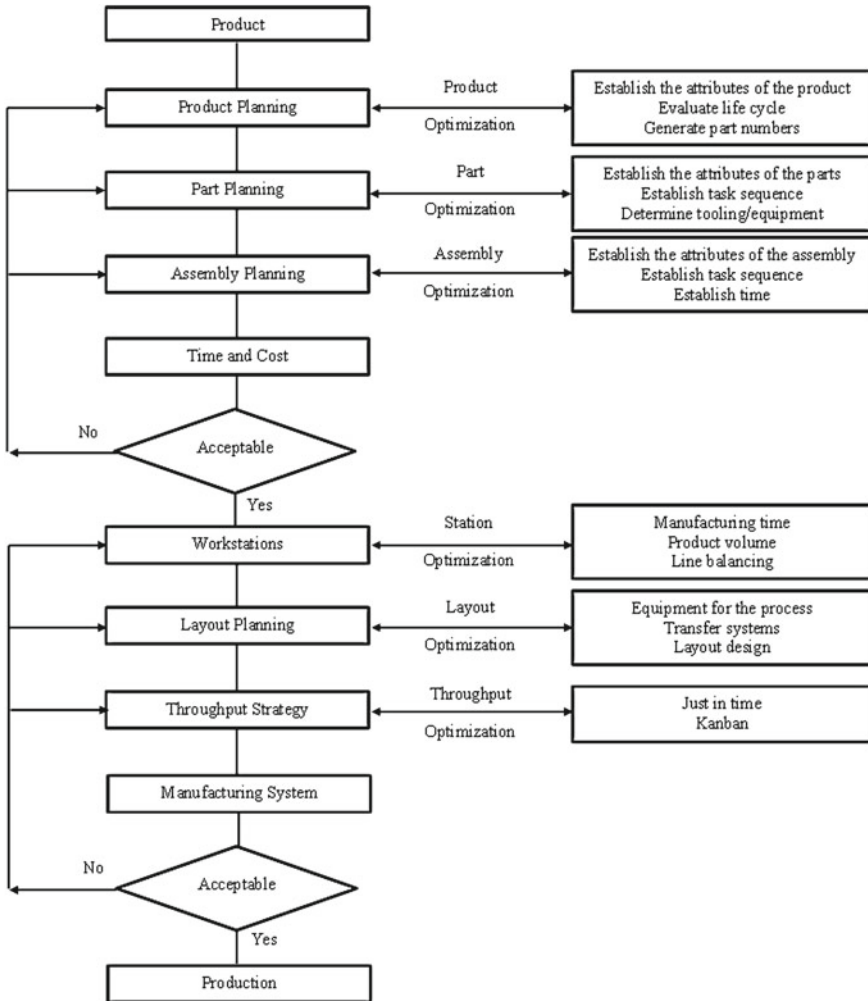 Product
Product Planning
Product
Optimization
Establish the attributes of the product
Evaluate life cycle
Generate part numbers
Part Planning
Part
Optimization
Establish the attributes of the parts
Establish task sequence
Determine tooling/equipment
Assembly Planning
Assembly
Optimization
Establish the attributes of the assembly
Establish task sequence
Establish time
Time and Cost
No
Acceptable
Yes
Workstations
Station
Optimization
Manufacturing time
Product volume
Line balancing
Layout Planning
Layout
Optimization
Equipment for the process
Transfer systems
Layout design
Throughput Strategy
Throughput
Optimization
Just in time
Kanban
Manufacturing System
No
Acceptable
Yes
Production